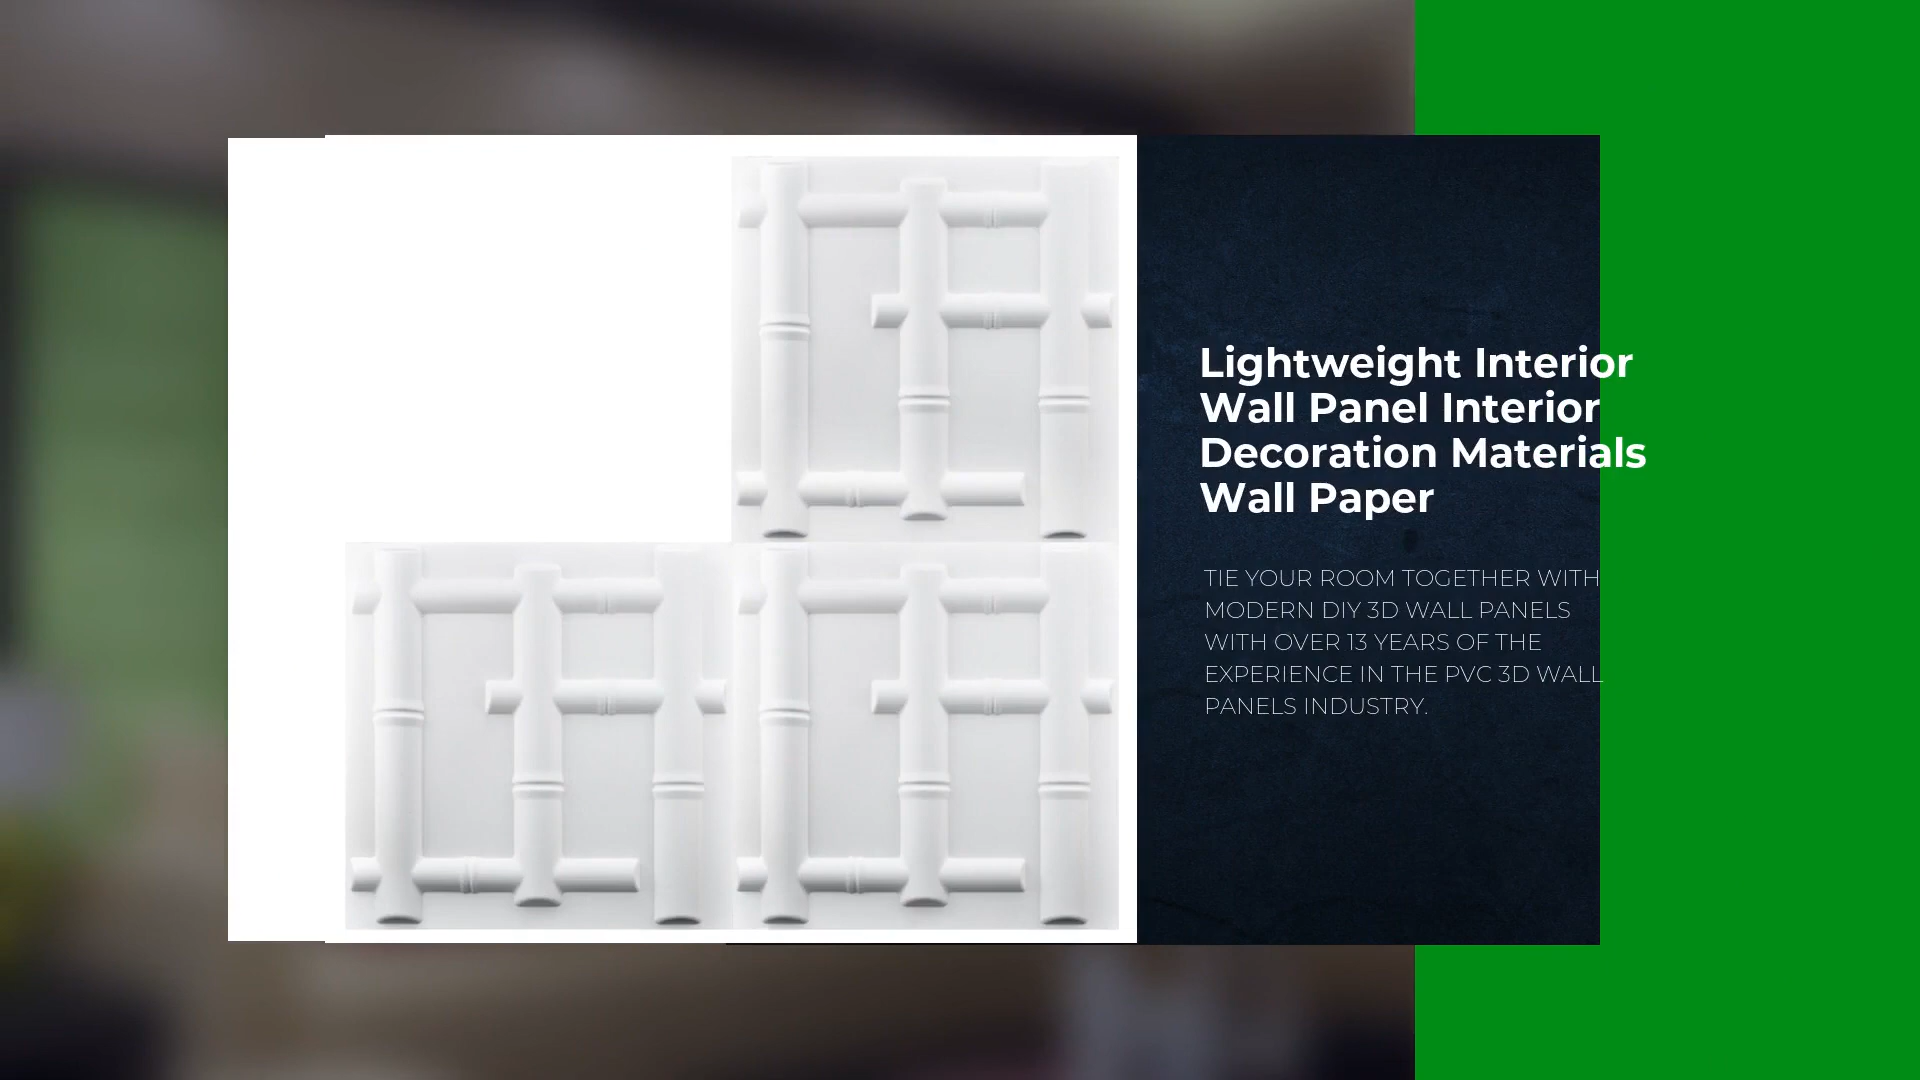 Lightweight Interior
Wall Panel Interior
Decoration Materials
Wall Paper
TIE YOUR ROOM TOGETHER WITH
MODERN DIY 3D WALL PANELS
WITH OVER 13 YEARS OF THE
EXPERIENCE IN THE PVC 3D WALL
PANELS INDUSTRY.